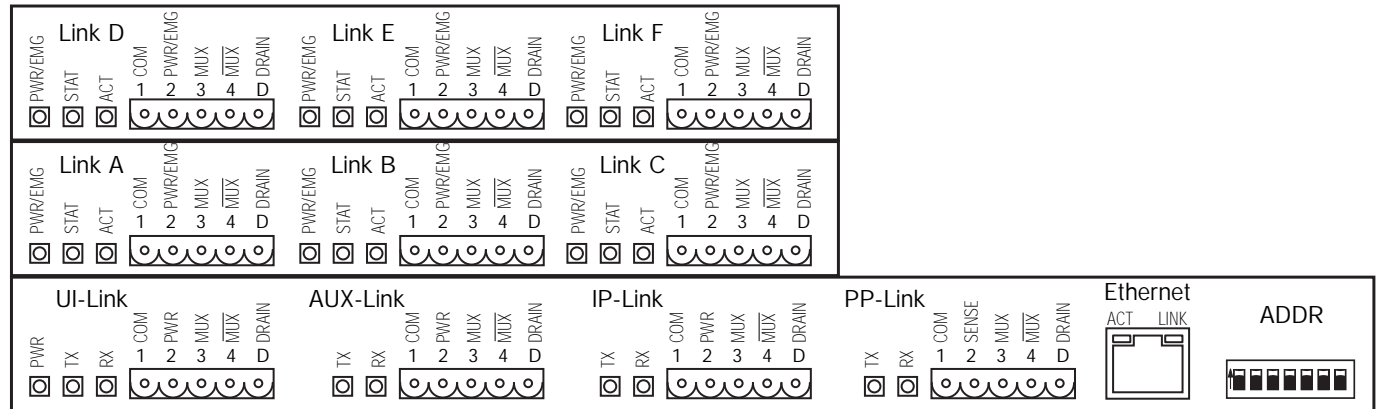 Link D Link E Link F
PWR/EMG STAT ACT COM PWR/EMG MUX MUX DRAIN PWR/EMG STAT ACT COM PWR/EMG MUX MUX DRAIN PWR/EMG STAT ACT COM PWR/EMG MUX MUX DRAIN
1 2 3 4 D 1 2 3 4 D 1 2 3 4 D
Link A Link B Link C
PWR/EMG STAT ACT COM PWR/EMG MUX MUX DRAIN PWR/EMG STAT ACT COM PWR/EMG MUX MUX DRAIN PWR/EMG STAT ACT COM PWR/EMG MUX MUX DRAIN
1 2 3 4 D 1 2 3 4 D 1 2 3 4 D
UI-Link AUX-Link IP-Link PP-Link Ethernet ADDR
PWR TX RX COM PWR MUX MUX DRAIN TX RX COM PWR MUX MUX DRAIN TX RX COM PWR MUX MUX DRAIN TX RX COM SENSE MUX MUX DRAIN ACT LINK
1 2 3 4 D 1 2 3 4 D 1 2 3 4 D 1 2 3 4 D